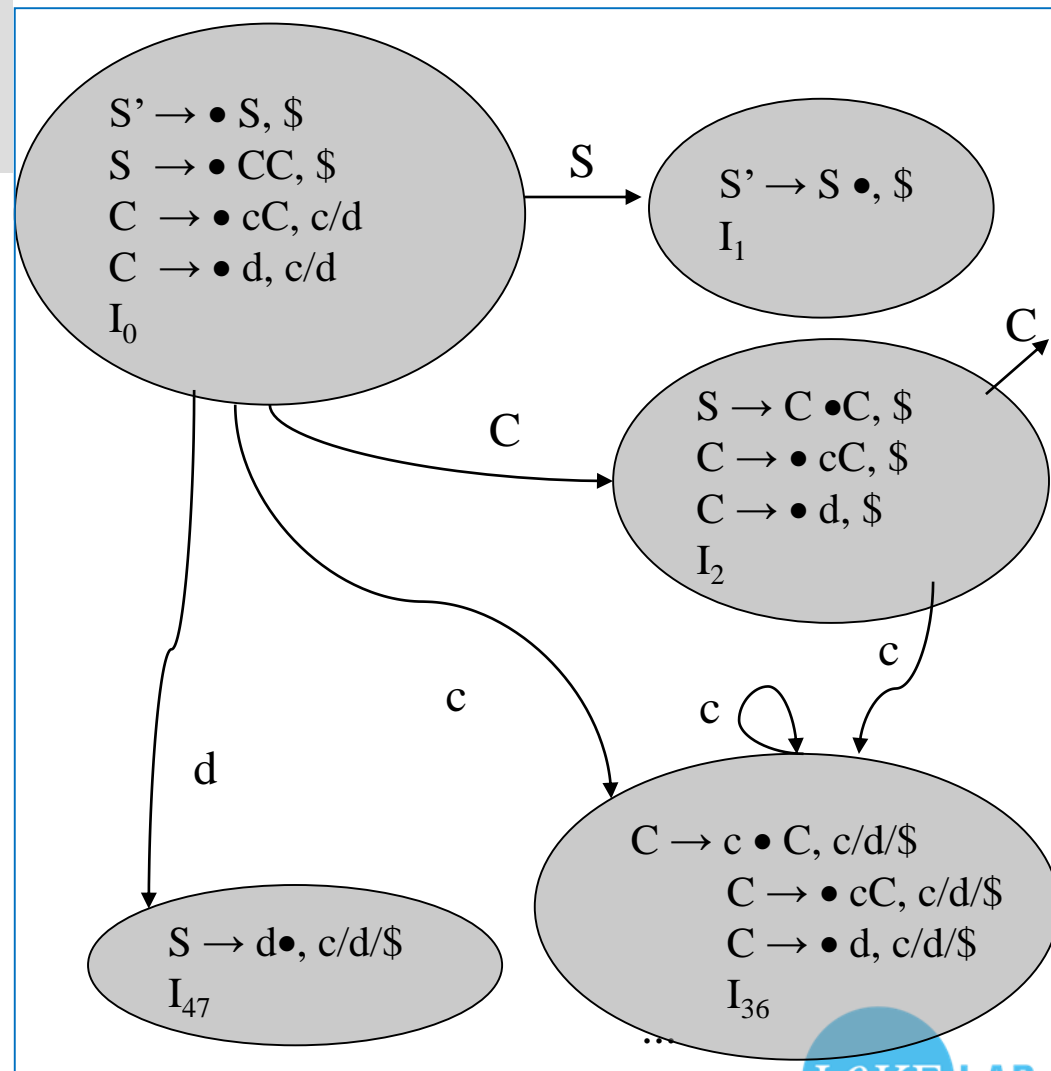 S’ → • S, $
S → • CC, $
C → • cC, c/d
C → • d, c/d
I₀
S
S’ → S •, $
I₁
C
S → C •C, $
C → • cC, $
C → • d, $
I₂
C
c
c
c
d
C → c • C, c/d/$
C → • cC, c/d/$
C → • d, c/d/$
I₃₆
S → d•, c/d/$
I₄₇
...